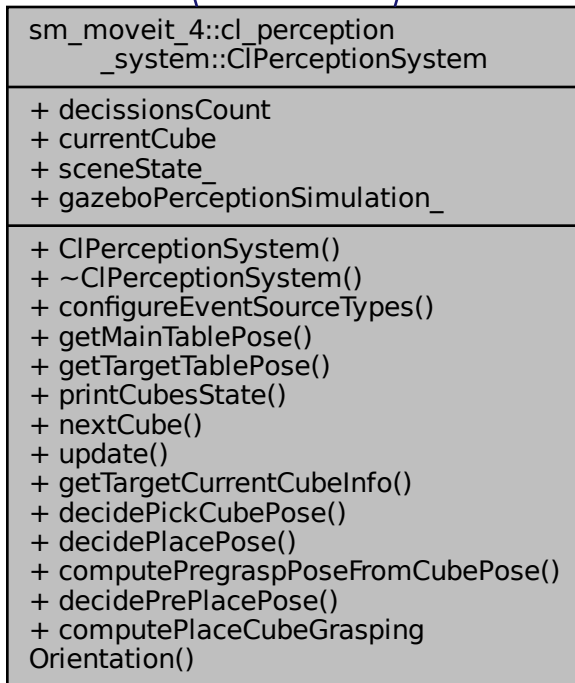 sm_moveit_4::cl_perception
_system::ClPerceptionSystem
+ decissionsCount
+ currentCube
+ sceneState_
+ gazeboPerceptionSimulation_
+ ClPerceptionSystem()
+ ~ClPerceptionSystem()
+ configureEventSourceTypes()
+ getMainTablePose()
+ getTargetTablePose()
+ printCubesState()
+ nextCube()
+ update()
+ getTargetCurrentCubeInfo()
+ decidePickCubePose()
+ decidePlacePose()
+ computePregraspPoseFromCubePose()
+ decidePrePlacePose()
+ computePlaceCubeGrasping
Orientation()